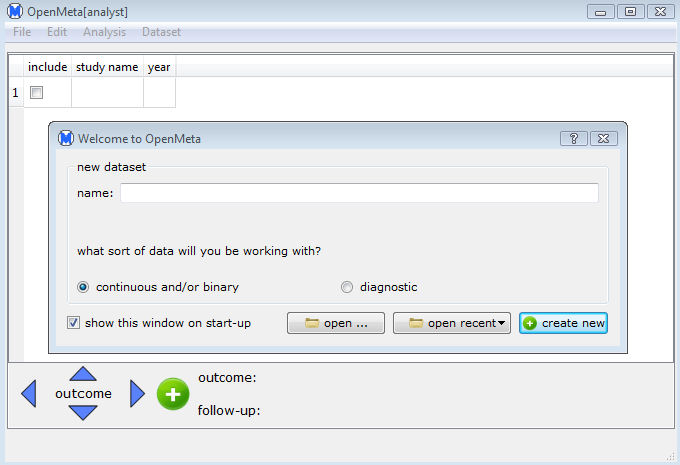 OpenMeta[analyst]
File Edit Analysis Dataset
include study name year
1
Welcome to OpenMeta
new dataset
name:
what sort of data will you be working with?
continuous and/or binary diagnostic
show this window on start-up open ... open recent create new
outcome:
outcome
follow-up: